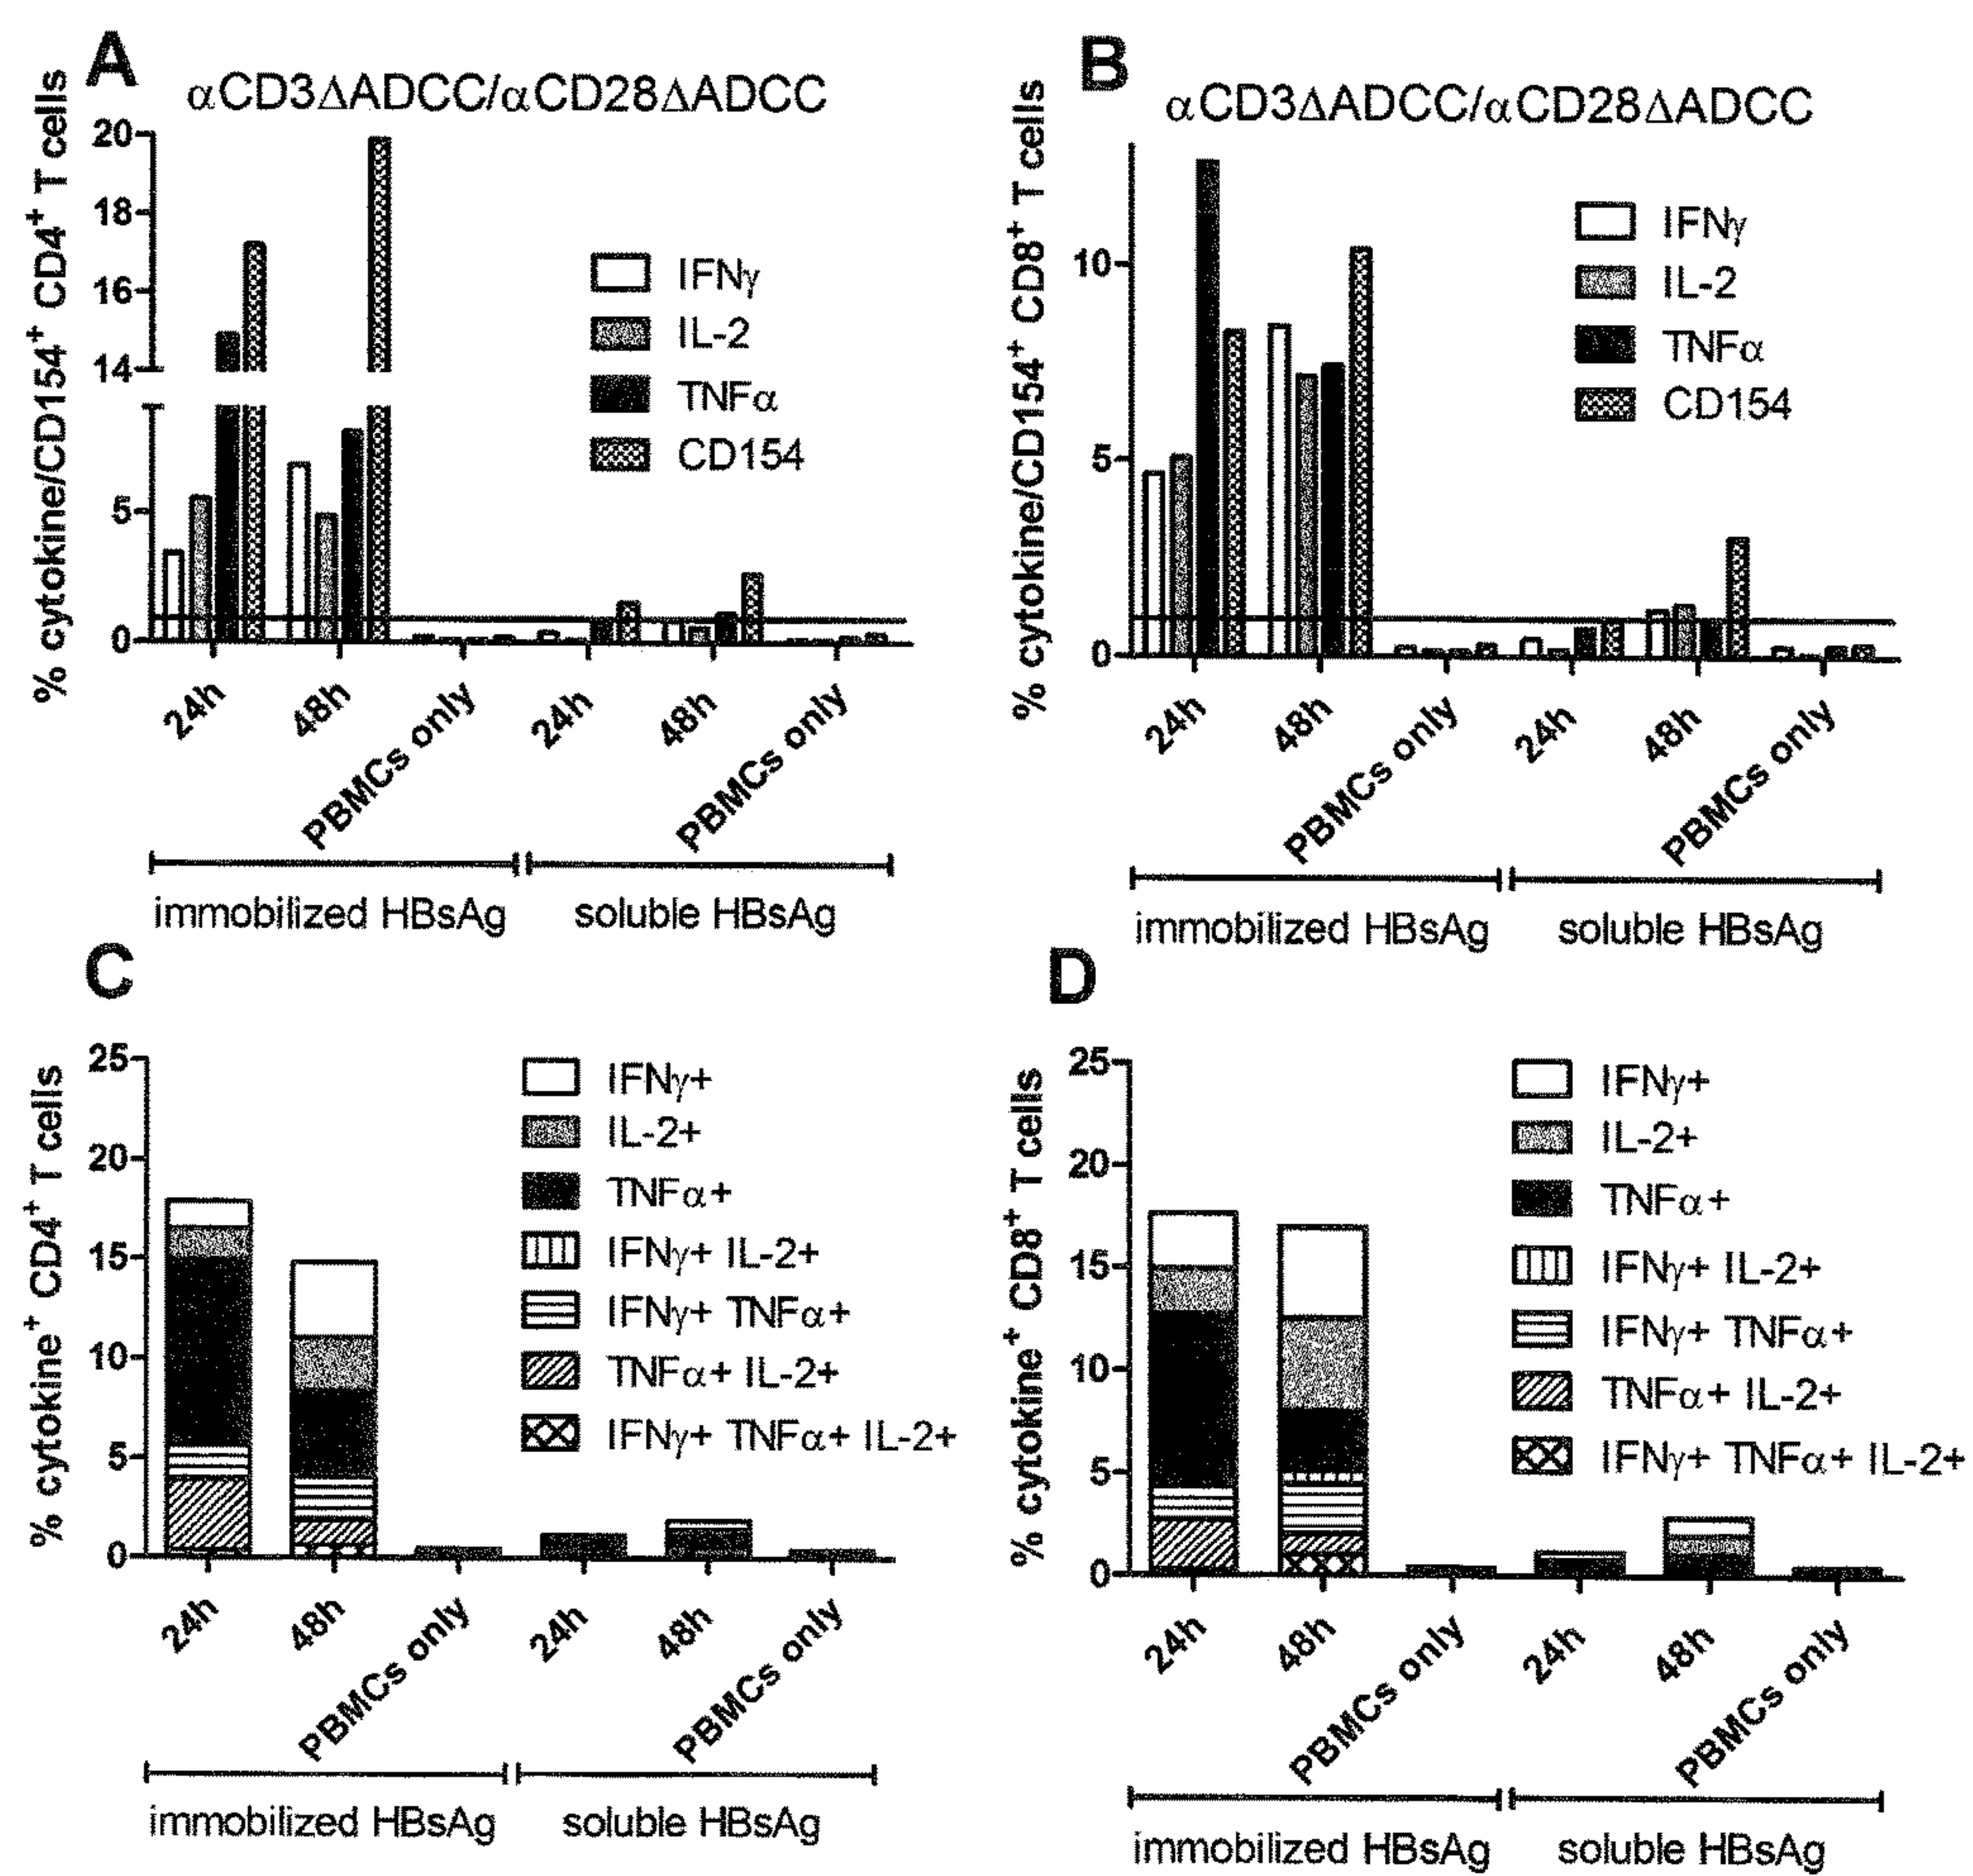 A
αCD3ΔADCC/αCD28ΔADCC
% cytokine/CD154⁺ CD4⁺ T cells
20
18
16
14
5
0
IFNγ
IL-2
TNFα
CD154
24h
48h
PBMCs only
24h
48h
PBMCs only
immobilized HBsAg
soluble HBsAg
B
αCD3ΔADCC/αCD28ΔADCC
% cytokine/CD154⁺ CD8⁺ T cells
10
5
0
IFNγ
IL-2
TNFα
CD154
24h
48h
PBMCs only
24h
48h
PBMCs only
immobilized HBsAg
soluble HBsAg
C
% cytokine⁺ CD4⁺ T cells
25
20
15
10
5
0
IFNγ+
IL-2+
TNFα+
IFNγ+ IL-2+
IFNγ+ TNFα+
TNFα+ IL-2+
IFNγ+ TNFα+ IL-2+
24h
48h
PBMCs only
24h
48h
PBMCs only
immobilized HBsAg
soluble HBsAg
D
% cytokine⁺ CD8⁺ T cells
25
20
15
10
5
0
IFNγ+
IL-2+
TNFα+
IFNγ+ IL-2+
IFNγ+ TNFα+
TNFα+ IL-2+
IFNγ+ TNFα+ IL-2+
24h
48h
PBMCs only
24h
48h
PBMCs only
immobilized HBsAg
soluble HBsAg